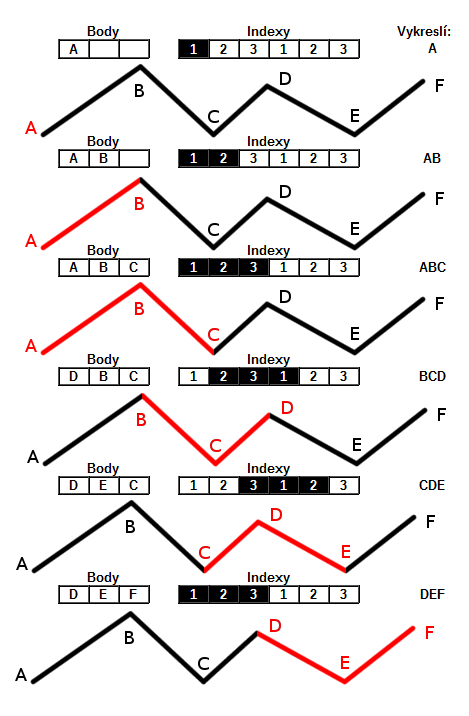 Body Indexy Vykreslí:
A 1 2 3 1 2 3 A
A B C D E F
Body Indexy
A B 1 2 3 1 2 3 AB
A B C D E F
Body Indexy
A B C 1 2 3 1 2 3 ABC
A B C D E F
Body Indexy
D B C 1 2 3 1 2 3 BCD
A B C D E F
Body Indexy
D E C 1 2 3 1 2 3 CDE
A B C D E F
Body Indexy
D E F 1 2 3 1 2 3 DEF
A B C D E F